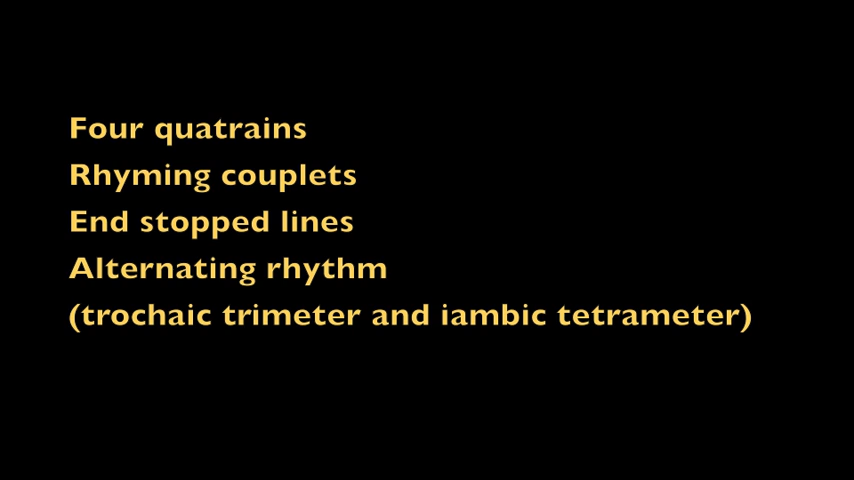 Four quatrains
Rhyming couplets
End stopped lines
Alternating rhythm
(trochaic trimeter and iambic tetrameter)